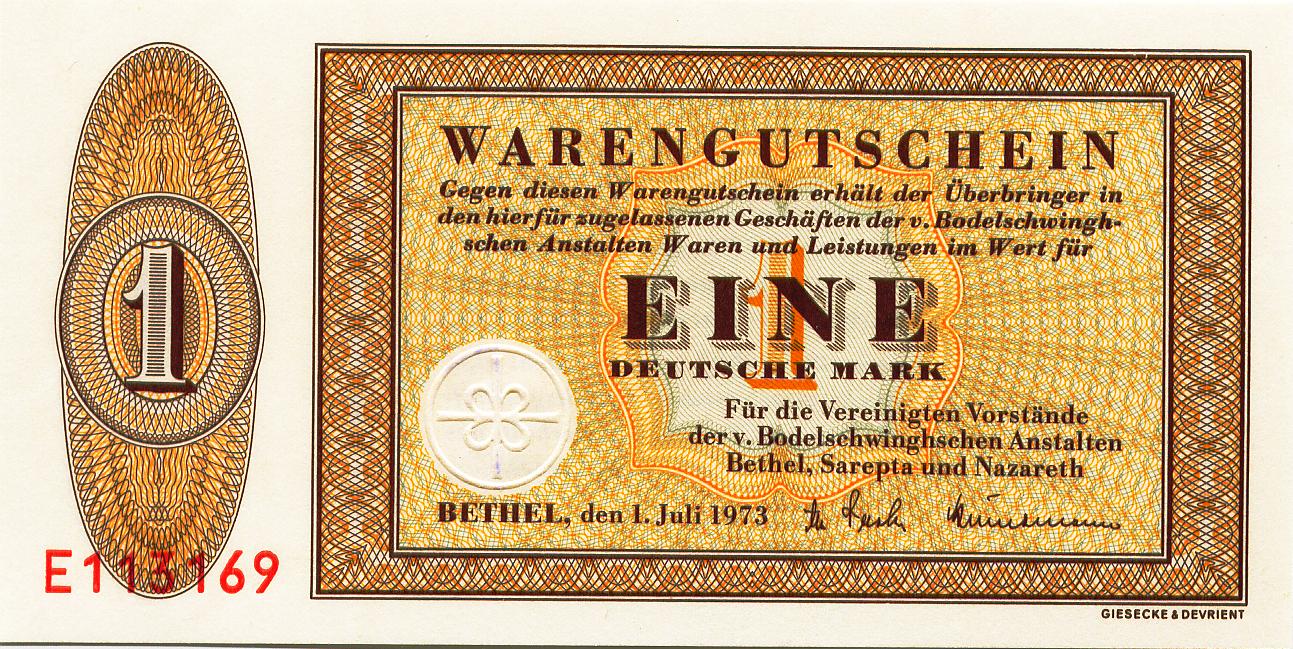 WARENGUTSCHEIN
Gegen diesen Warengutschein erhält der Überbringer in
den hierfür zugelassenen Geschäften der v. Bodelschwingh-
schen Anstalten Waren und Leistungen im Wert für
1
EINE
1
DEUTSCHE MARK
Für die Vereinigten Vorstände
der v. Bodelschwinghschen Anstalten
Bethel, Sarepta und Nazareth
BETHEL, den 1. Juli 1973
E113169
GIESECKE & DEVRIENT